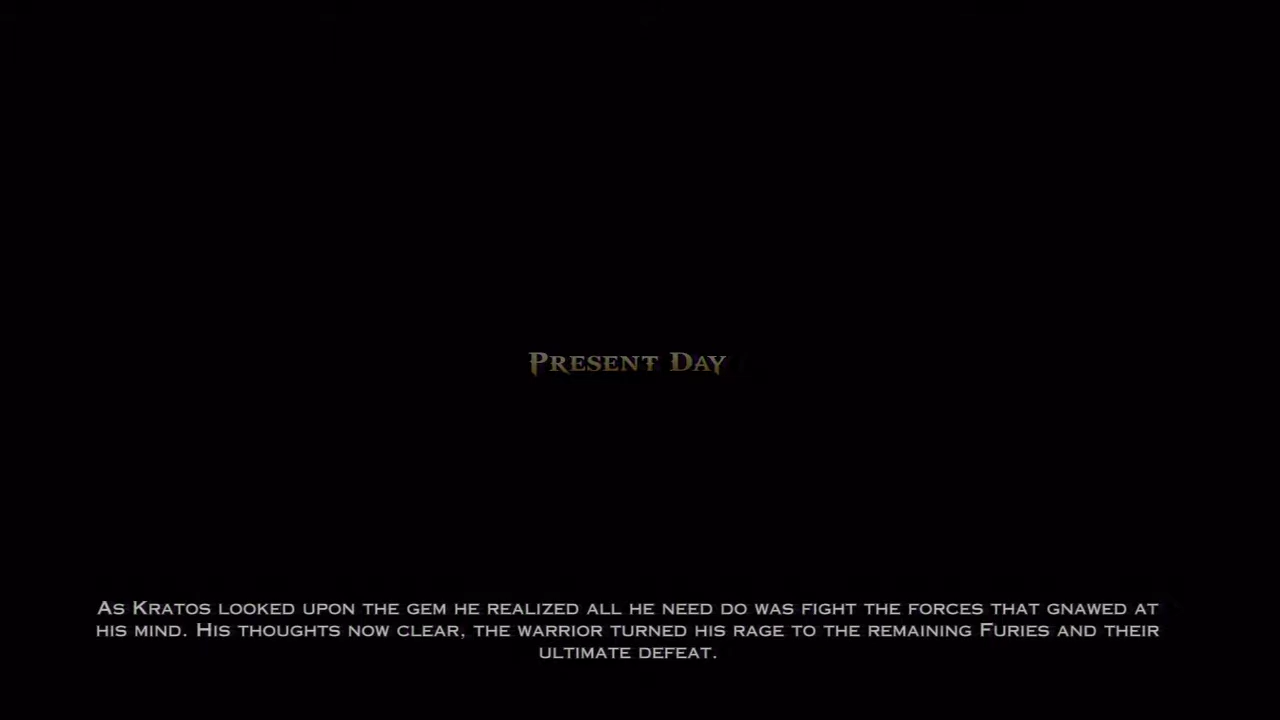 Present Day
As Kratos looked upon the gem he realized all he need do was fight the forces that gnawed at
his mind. His thoughts now clear, the warrior turned his rage to the remaining Furies and their
ultimate defeat.